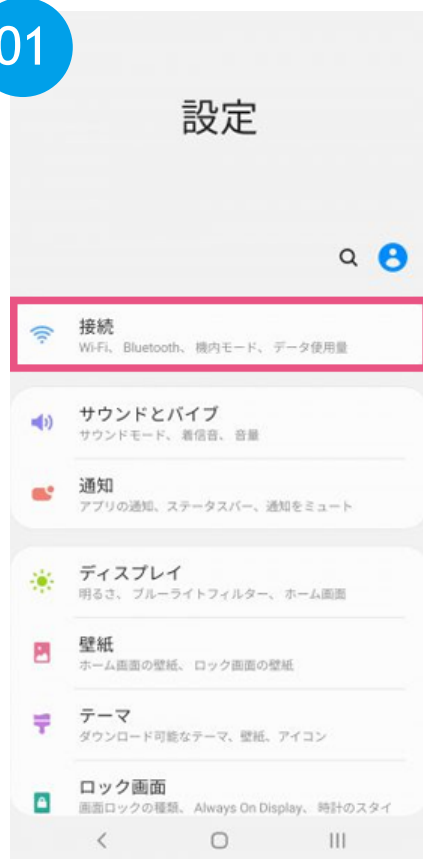 01
設定
接続
Wi-Fi、 Bluetooth、 機内モード、 データ使用量
サウンドとバイブ
サウンドモード、 着信音、 音量
通知
アプリの通知、ステータスバー、通知をミュート
ディスプレイ
明るさ、 ブルーライトフィルター、 ホーム画面
壁紙
ホーム画面の壁紙、 ロック画面の壁紙
テーマ
ダウンロード可能なテーマ、壁紙、アイコン
ロック画面
画面ロックの種類、 Always On Display、 時計のスタイ